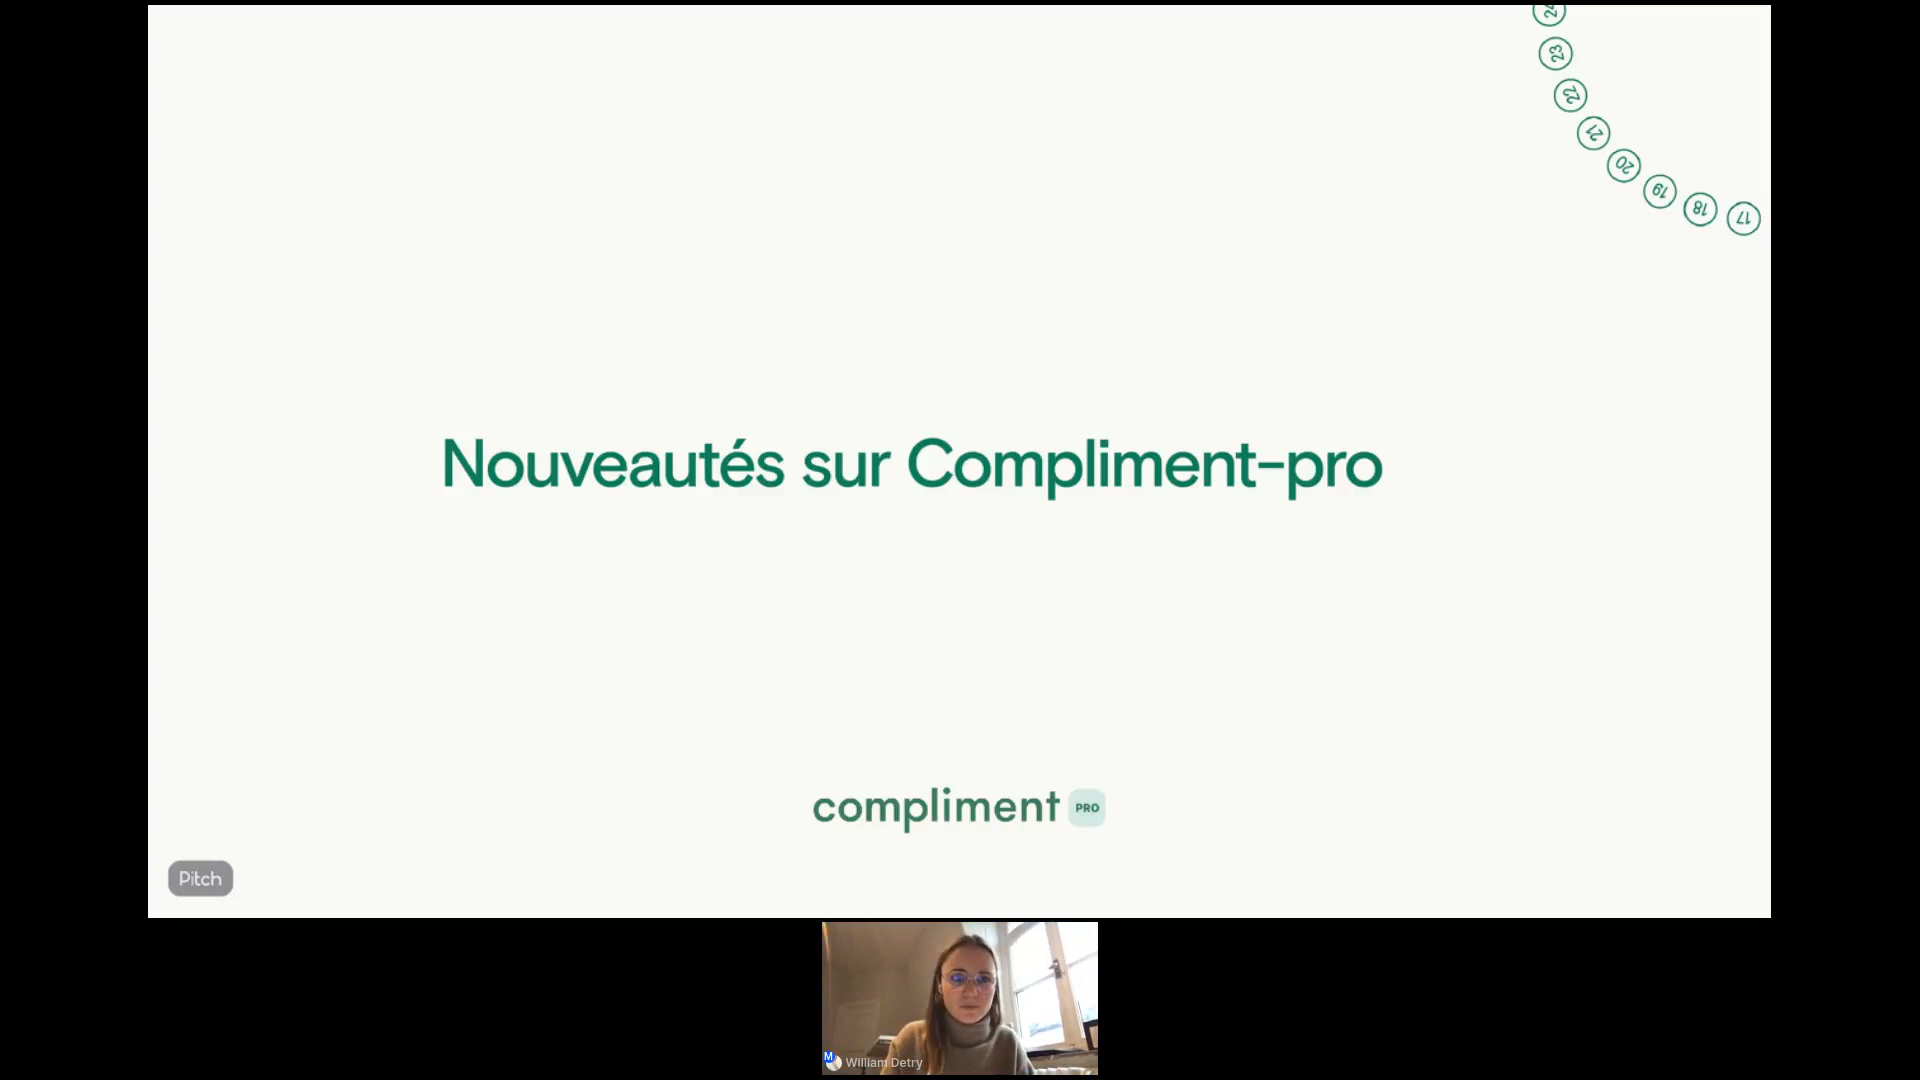 24
23
22
21
20
19
18
17
Nouveautés sur Compliment-pro
compliment PRO
Pitch
M William Detry